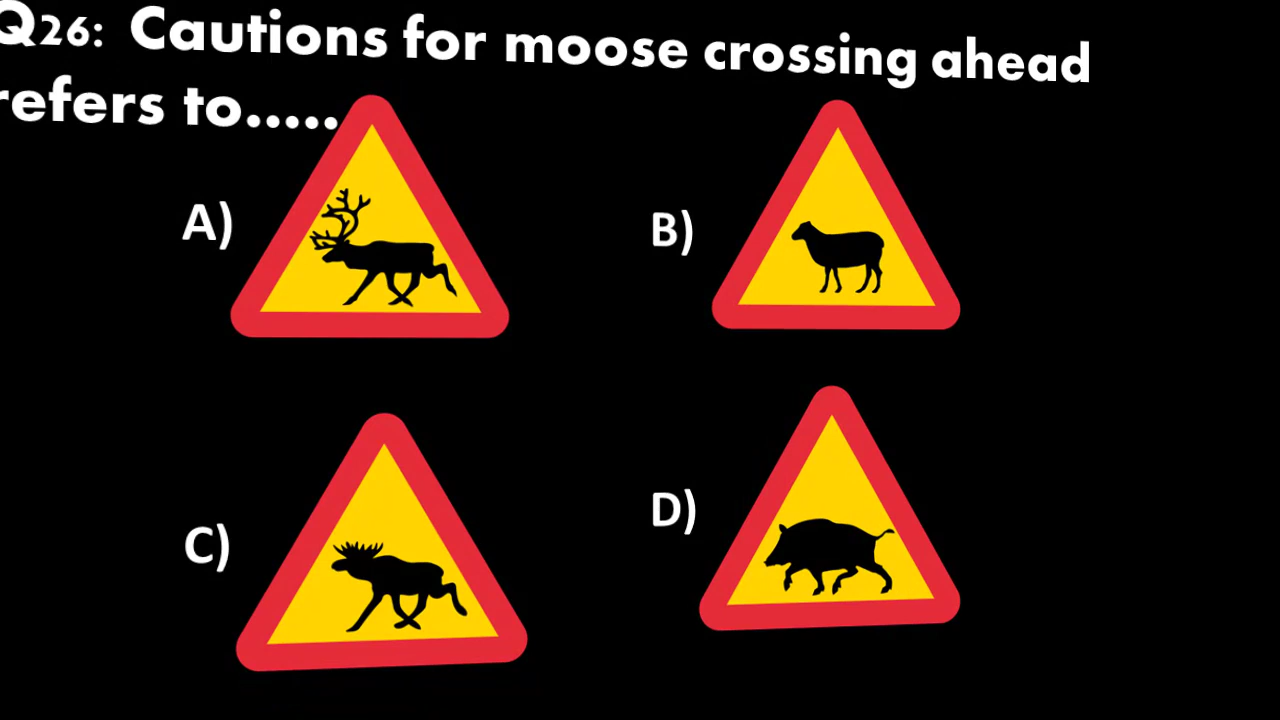 Q26: Cautions for moose crossing ahead
refers to.....
A)
B)
C)
D)